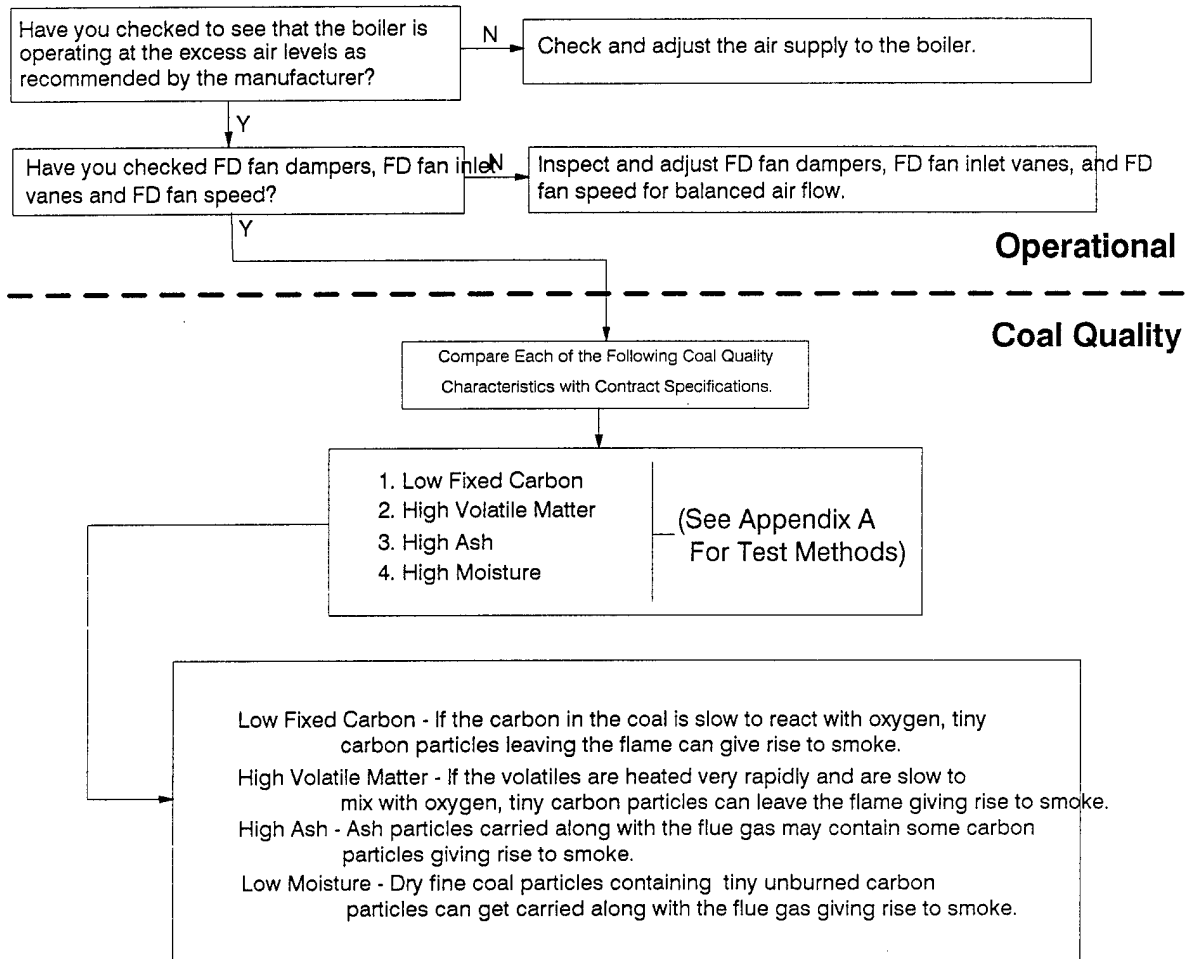 Have you checked to see that the boiler is
operating at the excess air levels as
recommended by the manufacturer?
N
Check and adjust the air supply to the boiler.
Y
Have you checked FD fan dampers, FD fan inlet
vanes and FD fan speed?
N
Inspect and adjust FD fan dampers, FD fan inlet vanes, and FD
fan speed for balanced air flow.
Y
Operational
Coal Quality
Compare Each of the Following Coal Quality
Characteristics with Contract Specifications.
1. Low Fixed Carbon
2. High Volatile Matter
3. High Ash
4. High Moisture
(See Appendix A
For Test Methods)
Low Fixed Carbon - If the carbon in the coal is slow to react with oxygen, tiny
carbon particles leaving the flame can give rise to smoke.
High Volatile Matter - If the volatiles are heated very rapidly and are slow to
mix with oxygen, tiny carbon particles can leave the flame giving rise to smoke.
High Ash - Ash particles carried along with the flue gas may contain some carbon
particles giving rise to smoke.
Low Moisture - Dry fine coal particles containing tiny unburned carbon
particles can get carried along with the flue gas giving rise to smoke.